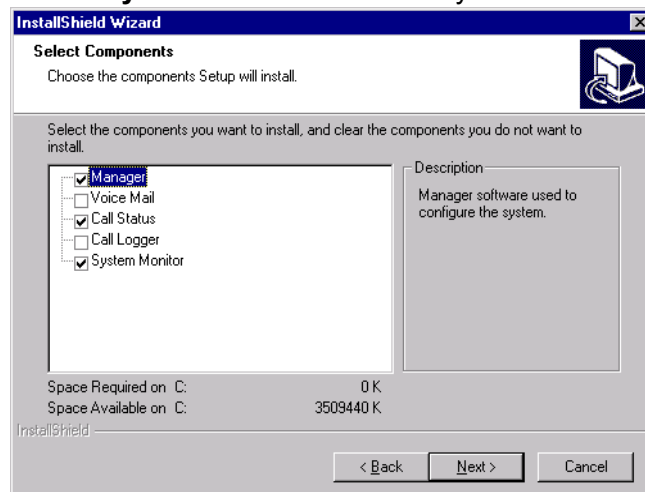 InstallShield Wizard
Select Components
Choose the components Setup will install.
Select the components you want to install, and clear the components you do not want to
install.
Manager
Voice Mail
Call Status
Call Logger
System Monitor
Description
Manager software used to
configure the system.
Space Required on C: 0 K
Space Available on C: 3509440 K
InstallShield
< Back
Next >
Cancel